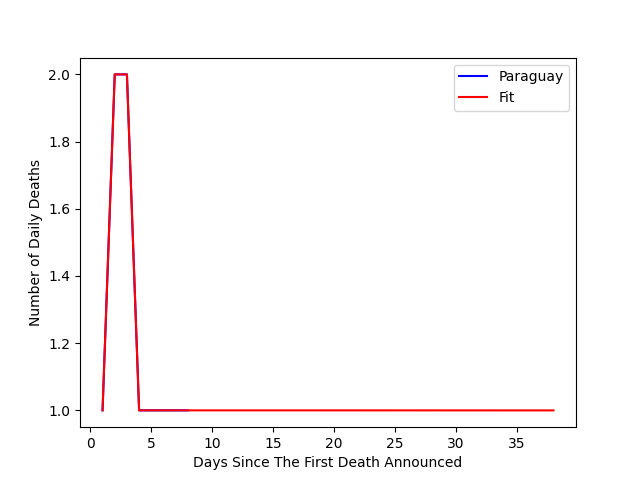 Paraguay
Fit
Number of Daily Deaths
2.0
1.8
1.6
1.4
1.2
1.0
0 5 10 15 20 25 30 35
Days Since The First Death Announced